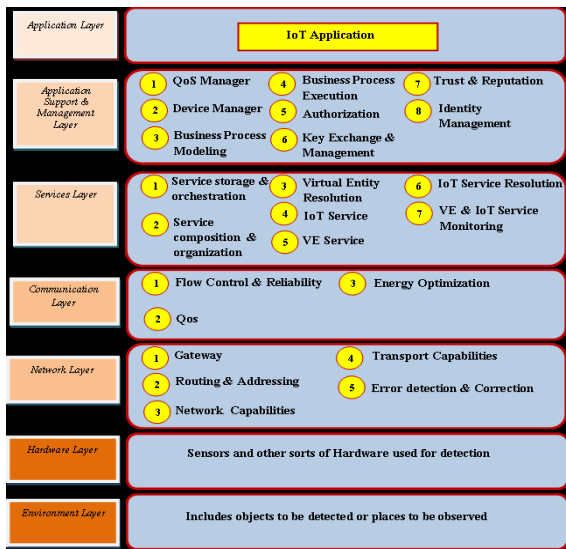 Application Layer
IoT Application
Application
Support &
Management
Layer
1 QoS Manager
2 Device Manager
3 Business Process
Modeling
4 Business Process
Execution
5 Authorization
6 Key Exchange &
Management
7 Trust & Reputation
8 Identity
Management
Services Layer
1 Service storage &
orchestration
2 Service
composition &
organization
3 Virtual Entity
Resolution
4 IoT Service
5 VE Service
6 IoT Service Resolution
7 VE & IoT Service
Monitoring
Communication
Layer
1 Flow Control & Reliability
2 Qos
3 Energy Optimization
Network Layer
1 Gateway
2 Routing & Addressing
3 Network Capabilities
4 Transport Capabilities
5 Error detection & Correction
Hardware Layer
Sensors and other sorts of Hardware used for detection
Environment Layer
Includes objects to be detected or places to be observed